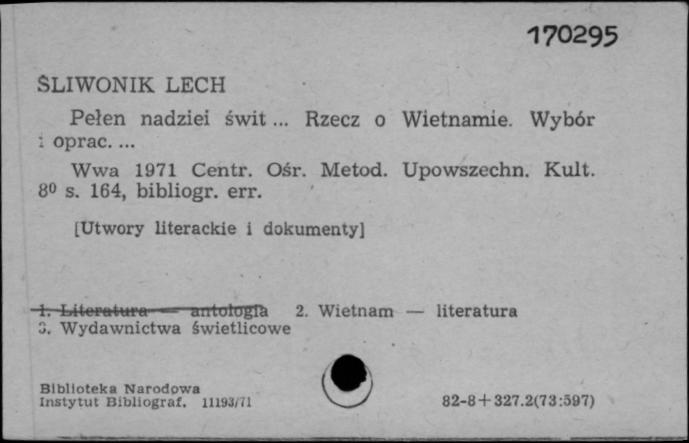 170295
ŚLIWONIK LECH
Pełen nadziei świt ... Rzecz o Wietnamie. Wybór
i oprac. ...
Wwa 1971 Centr. Ośr. Metod. Upowszechn. Kult.
8⁰ s. 164, bibliogr. err.
[Utwory literackie i dokumenty]
1. Literatura — antologia 2. Wietnam — literatura
3. Wydawnictwa świetlicowe
Biblioteka Narodowa
Instytut Bibliograf. 11193/71
82-8+327.2(73:597)